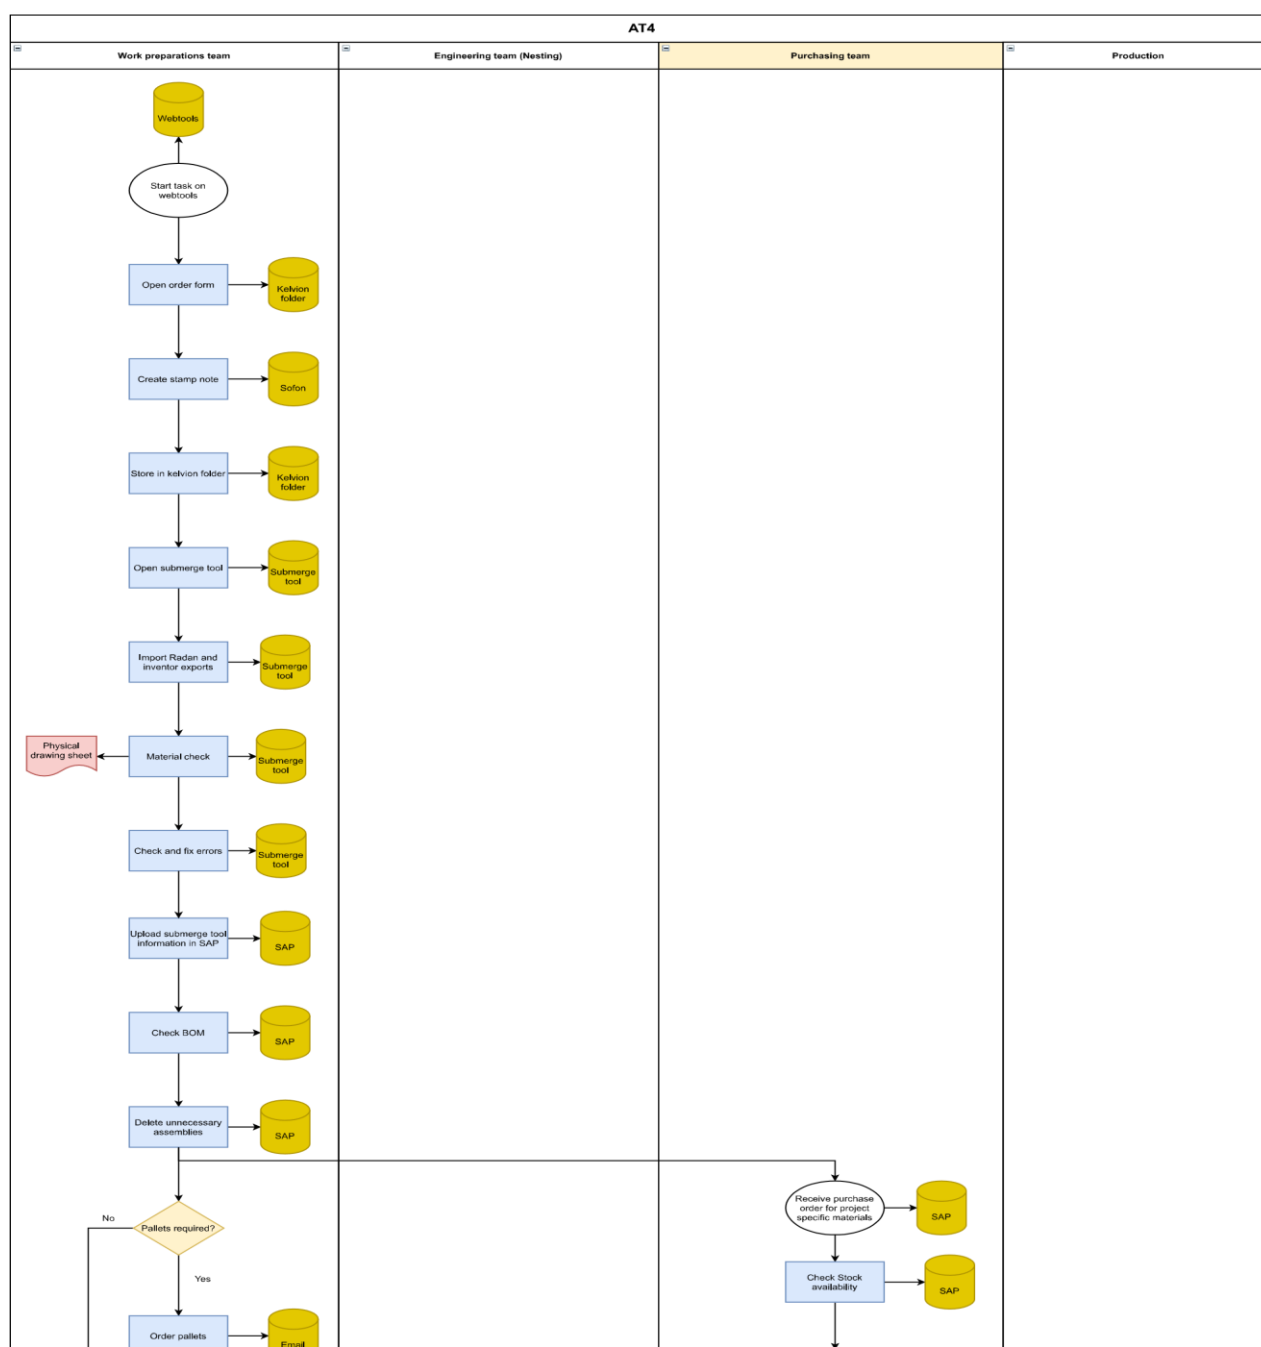 AT4
Work preparations team
Engineering team (Nesting)
Purchasing team
Production
Webtools
Start task on
webtools
Open order form
Kelvion
folder
Create stamp note
Sofon
Store in kelvion folder
Kelvion
folder
Open submerge tool
Submerge
tool
Import Radan and
inventor exports
Submerge
tool
Physical
drawing sheet
Material check
Submerge
tool
Check and fix errors
Submerge
tool
Upload submerge tool
information in SAP
SAP
Check BOM
SAP
Delete unnecessary
assemblies
SAP
Receive purchase
order for project
specific materials
SAP
No
Pallets required?
Yes
Check Stock
availability
SAP
Order pallets
Email